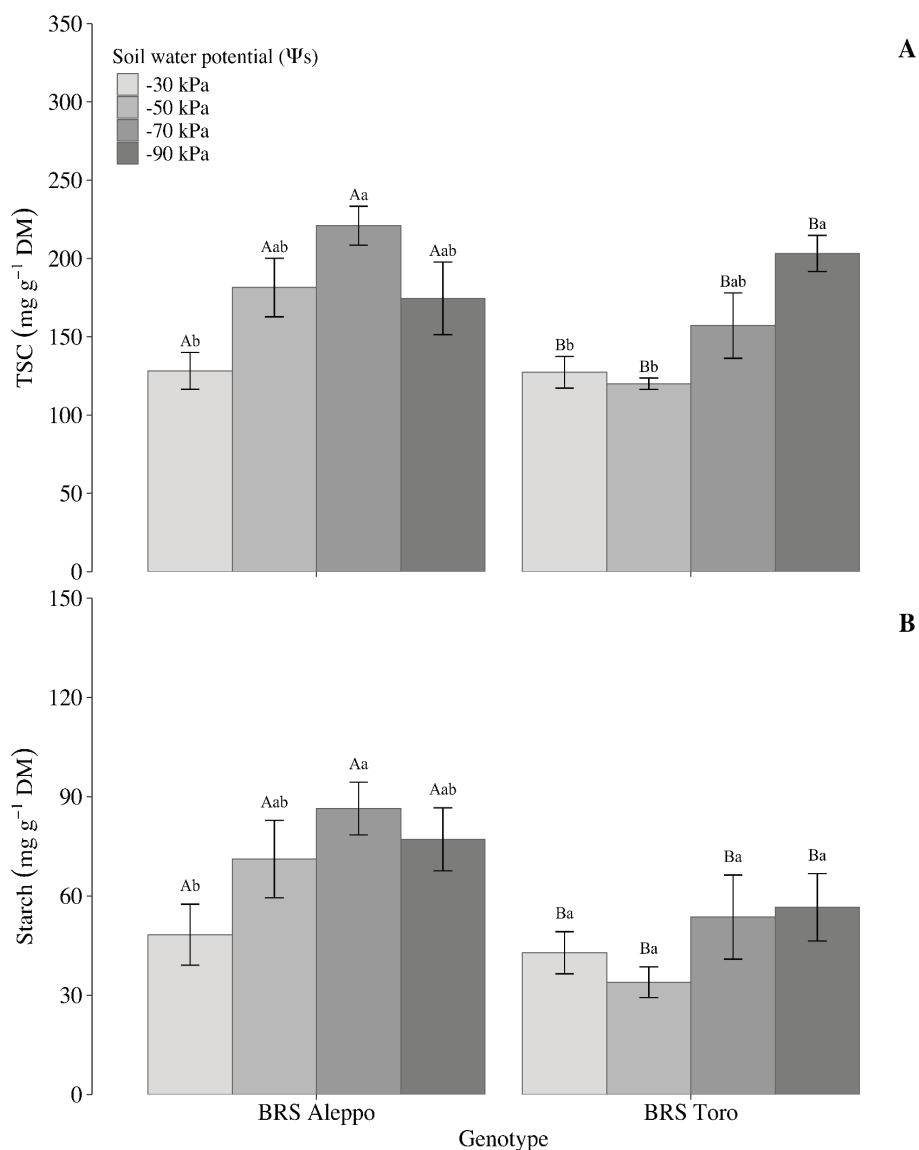 A
Soil water potential (Ψs)
-30 kPa
-50 kPa
-70 kPa
-90 kPa
TSC (mg g⁻¹ DM)
350
300
250
200
150
100
50
0
Ab
Aab
Aa
Aab
Bb
Bb
Bab
Ba
B
Starch (mg g⁻¹ DM)
150
120
90
60
30
0
Ab
Aab
Aa
Aab
Ba
Ba
Ba
Ba
BRS Aleppo
BRS Toro
Genotype